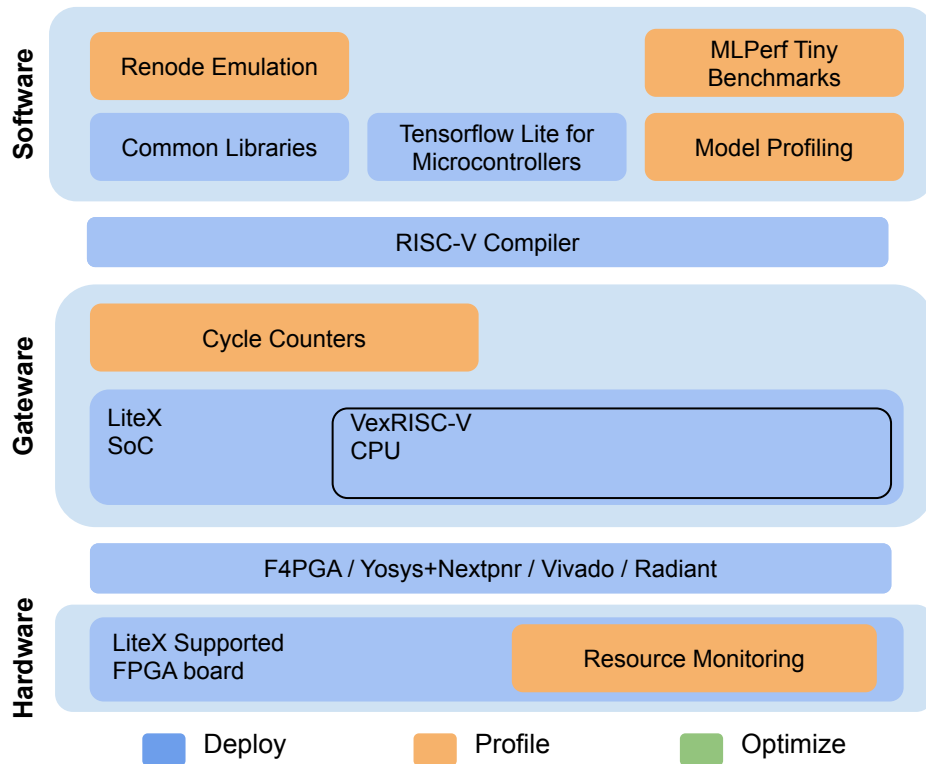 Software
Renode Emulation
MLPerf Tiny
Benchmarks
Common Libraries
Tensorflow Lite for
Microcontrollers
Model Profiling
RISC-V Compiler
Gateware
Cycle Counters
LiteX
SoC
VexRISC-V
CPU
F4PGA / Yosys+Nextpnr / Vivado / Radiant
Hardware
LiteX Supported
FPGA board
Resource Monitoring
Deploy
Profile
Optimize